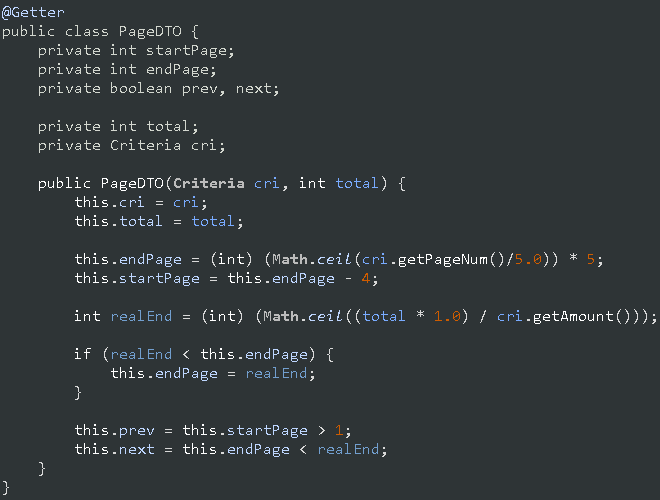 @Getter
public class PageDTO {
    private int startPage;
    private int endPage;
    private boolean prev, next;

    private int total;
    private Criteria cri;

    public PageDTO(Criteria cri, int total) {
        this.cri = cri;
        this.total = total;

        this.endPage = (int) (Math.ceil(cri.getPageNum()/5.0)) * 5;
        this.startPage = this.endPage - 4;

        int realEnd = (int) (Math.ceil((total * 1.0) / cri.getAmount()));

        if (realEnd < this.endPage) {
            this.endPage = realEnd;
        }

        this.prev = this.startPage > 1;
        this.next = this.endPage < realEnd;
    }
}